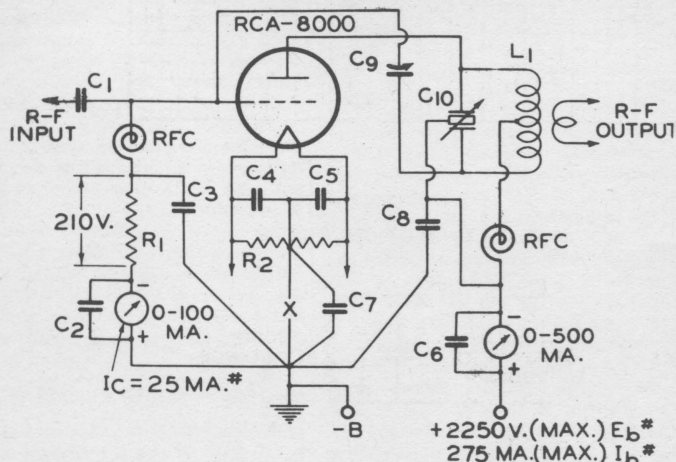 RCA-8000
C1
R-F
INPUT
RFC
C3
210V.
R1
C2
0-100
MA.
IC=25 MA.#
C4
C5
R2
X
C7
-B
C9
C10
L1
R-F
OUTPUT
C8
RFC
C6
0-500
MA.
- 
+
-
+
+2250V.(MAX.) Eb#
275 MA.(MAX.) Ib#